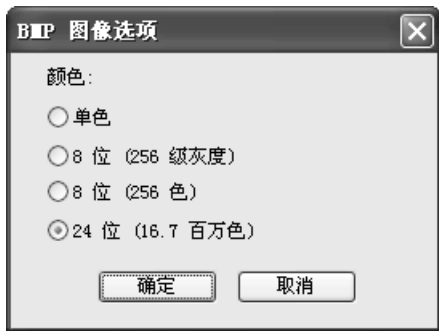 BMP 图像选项
颜色:
单色
8 位 (256 级灰度)
8 位 (256 色)
24 位 (16.7 百万色)
确定 取消